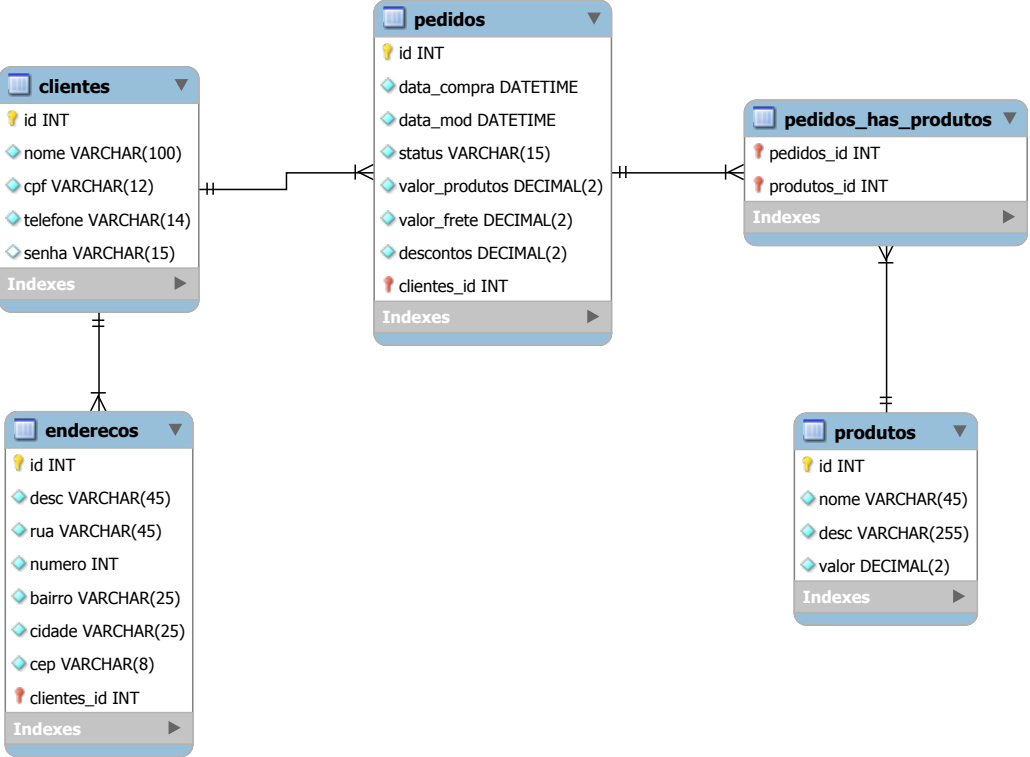 clientes
id INT
nome VARCHAR(100)
cpf VARCHAR(12)
telefone VARCHAR(14)
senha VARCHAR(15)
Indexes
pedidos
id INT
data_compra DATETIME
data_mod DATETIME
status VARCHAR(15)
valor_produtos DECIMAL(2)
valor_frete DECIMAL(2)
descontos DECIMAL(2)
clientes_id INT
Indexes
pedidos_has_produtos
pedidos_id INT
produtos_id INT
Indexes
enderecos
id INT
desc VARCHAR(45)
rua VARCHAR(45)
numero INT
bairro VARCHAR(25)
cidade VARCHAR(25)
cep VARCHAR(8)
clientes_id INT
Indexes
produtos
id INT
nome VARCHAR(45)
desc VARCHAR(255)
valor DECIMAL(2)
Indexes